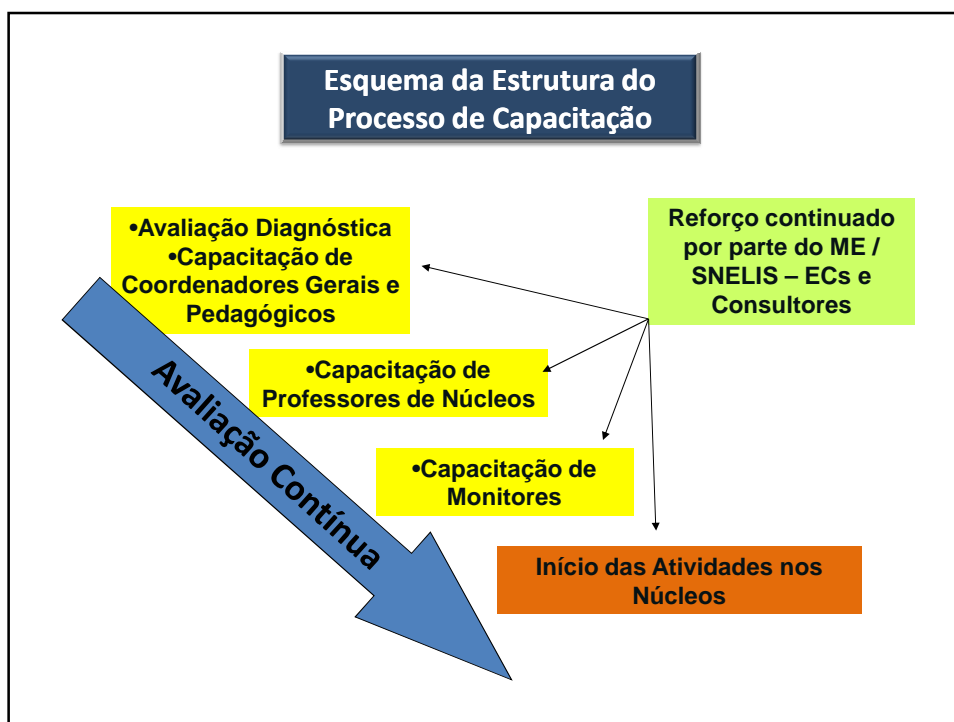 Esquema da Estrutura do
Processo de Capacitação
•Avaliação Diagnóstica
•Capacitação de
Coordenadores Gerais e
Pedagógicos
Reforço continuado
por parte do ME /
SNELIS – ECs e
Consultores
•Capacitação de
Professores de Núcleos
Avaliação Contínua
•Capacitação de
Monitores
Início das Atividades nos
Núcleos